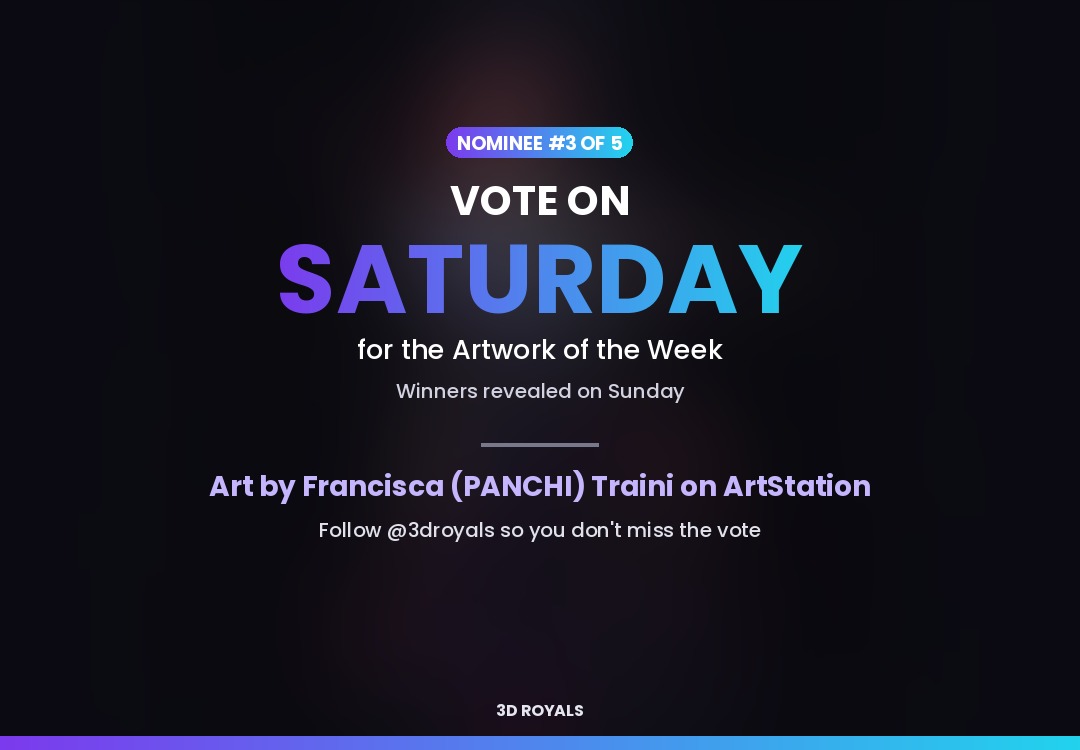 NOMINEE #3 OF 5
VOTE ON
SATURDAY
for the Artwork of the Week
Winners revealed on Sunday
Art by Francisca (PANCHI) Traini on ArtStation
Follow @3droyals so you don't miss the vote
3D ROYALS